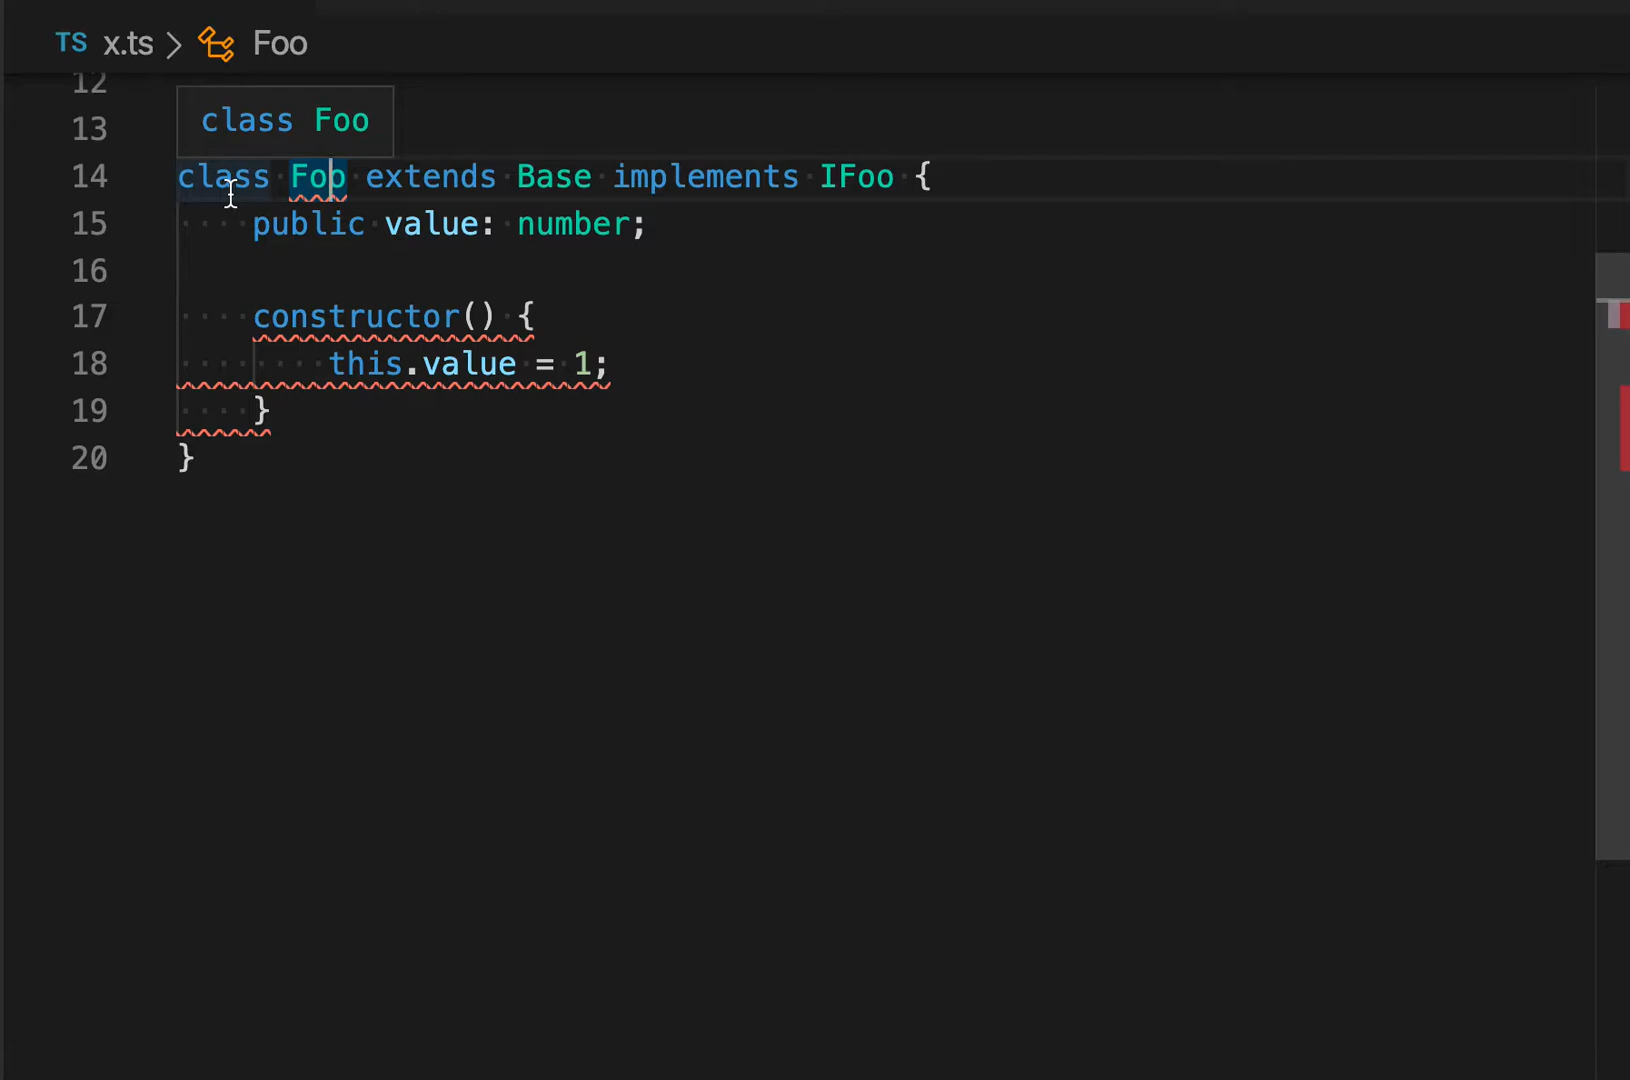 TS x.ts > Foo
12
class Foo
13
14 class Foo extends Base implements IFoo {
15     public value: number;
16
17     constructor() {
18         this.value = 1;
19     }
20 }